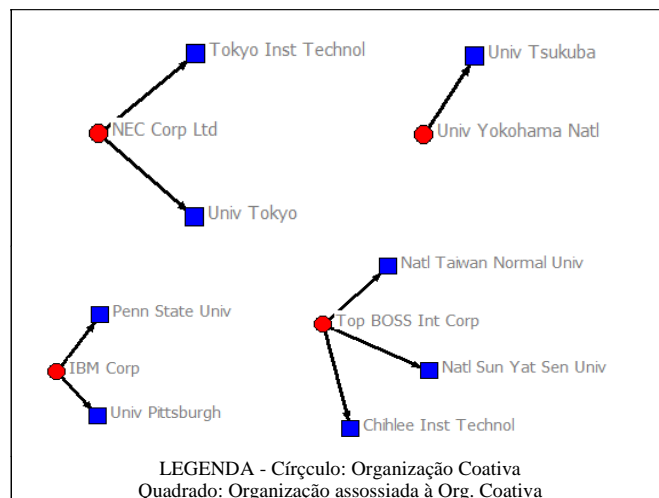 Tokyo Inst Technol
Univ Tsukuba
NEC Corp Ltd
Univ Yokohama Natl
Univ Tokyo
Natl Taiwan Normal Univ
Penn State Univ
Top BOSS Int Corp
IBM Corp
Natl Sun Yat Sen Univ
Univ Pittsburgh
Chihlee Inst Technol
LEGENDA - Círçculo: Organização Coativa
Quadrado: Organização assossiada à Org. Coativa